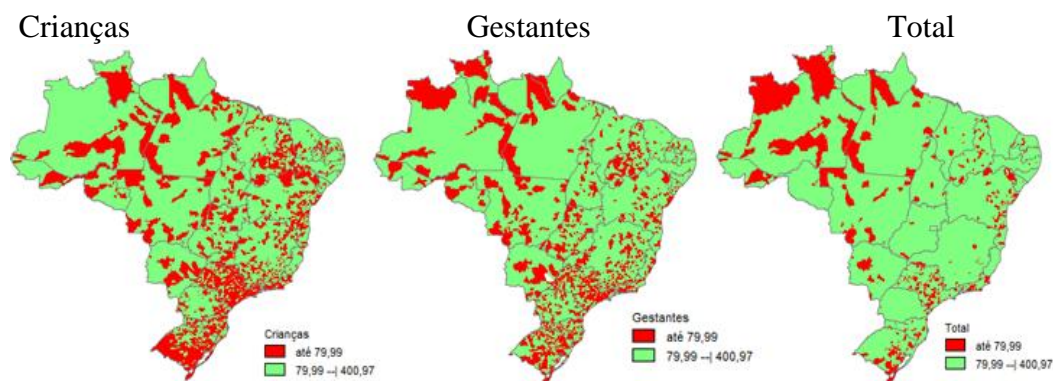 Crianças
Gestantes
Total
Crianças
até 79,99
79,99 --| 400,97
Gestantes
até 79,99
79,99 --| 400,97
Total
até 79,99
79,99 --| 400,97